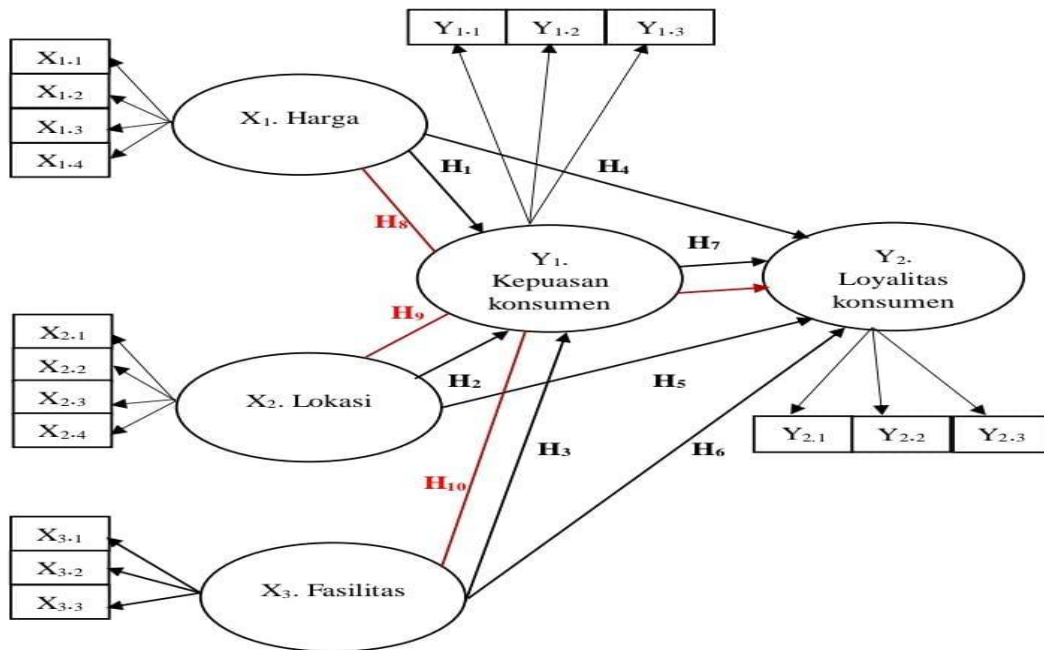 Y₁.₁ Y₁.₂ Y₁.₃
X₁.₁
X₁.₂
X₁.₃
X₁.₄
X₁. Harga
H₁
H₄
H₈
Y₁.
Kepuasan
konsumen
H₇
Y₂.
Loyalitas
konsumen
H₉
X₂.₁
X₂.₂
X₂.₃
X₂.₄
X₂. Lokasi
H₂
H₅
Y₂.₁ Y₂.₂ Y₂.₃
H₃
H₆
H₁₀
X₃.₁
X₃.₂
X₃.₃
X₃. Fasilitas